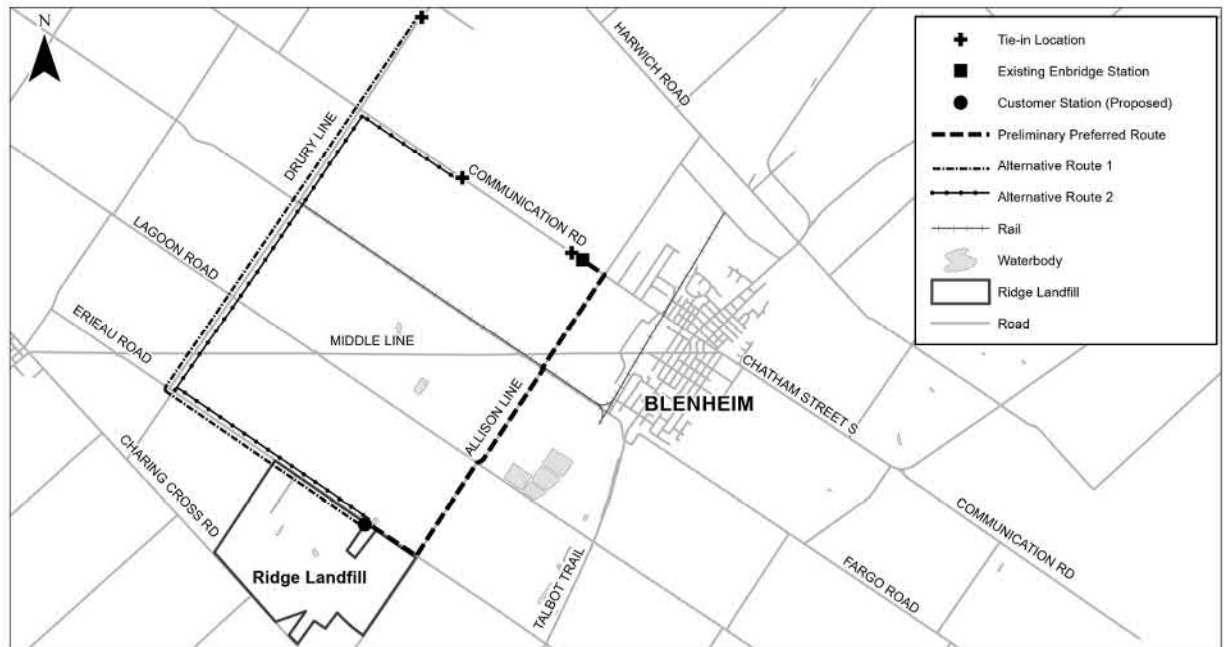 N
HARWICH ROAD
DRURY LINE
COMMUNICATION RD
LAGOON ROAD
ERIEAU ROAD
MIDDLE LINE
ALLISON LINE
CHATHAM STREET S
BLENHEIM
CHARING CROSS RD
COMMUNICATION RD
Ridge Landfill
TALBOT TRAIL
FARGO ROAD
Tie-in Location
Existing Enbridge Station
Customer Station (Proposed)
Preliminary Preferred Route
Alternative Route 1
Alternative Route 2
Rail
Waterbody
Ridge Landfill
Road